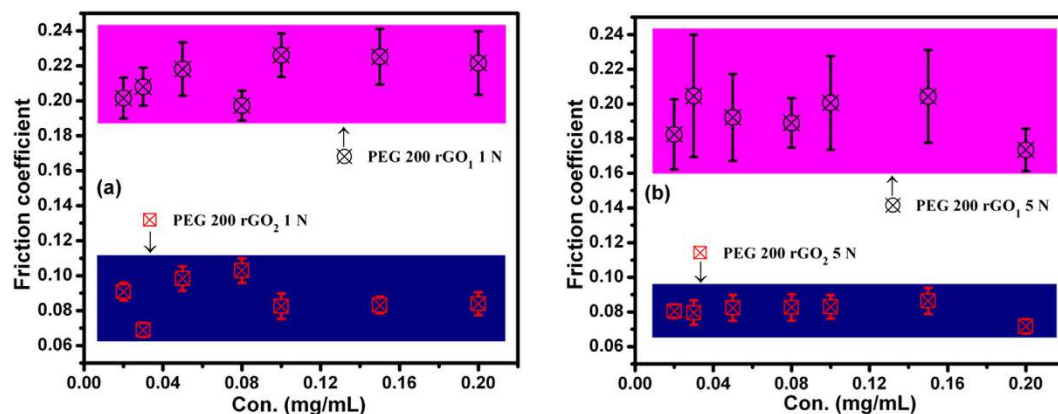 0.24
0.22
0.20
0.18
0.16
0.14
0.12
0.10
0.08
0.06
Friction coefficient
PEG 200 rGO₁ 1 N
(a)
PEG 200 rGO₂ 1 N
0.00 0.04 0.08 0.12 0.16 0.20
Con. (mg/mL)
0.24
0.22
0.20
0.18
0.16
0.14
0.12
0.10
0.08
0.06
0.04
Friction coefficient
(b)
PEG 200 rGO₁ 5 N
PEG 200 rGO₂ 5 N
0.00 0.04 0.08 0.12 0.16 0.20
Con. (mg/mL)